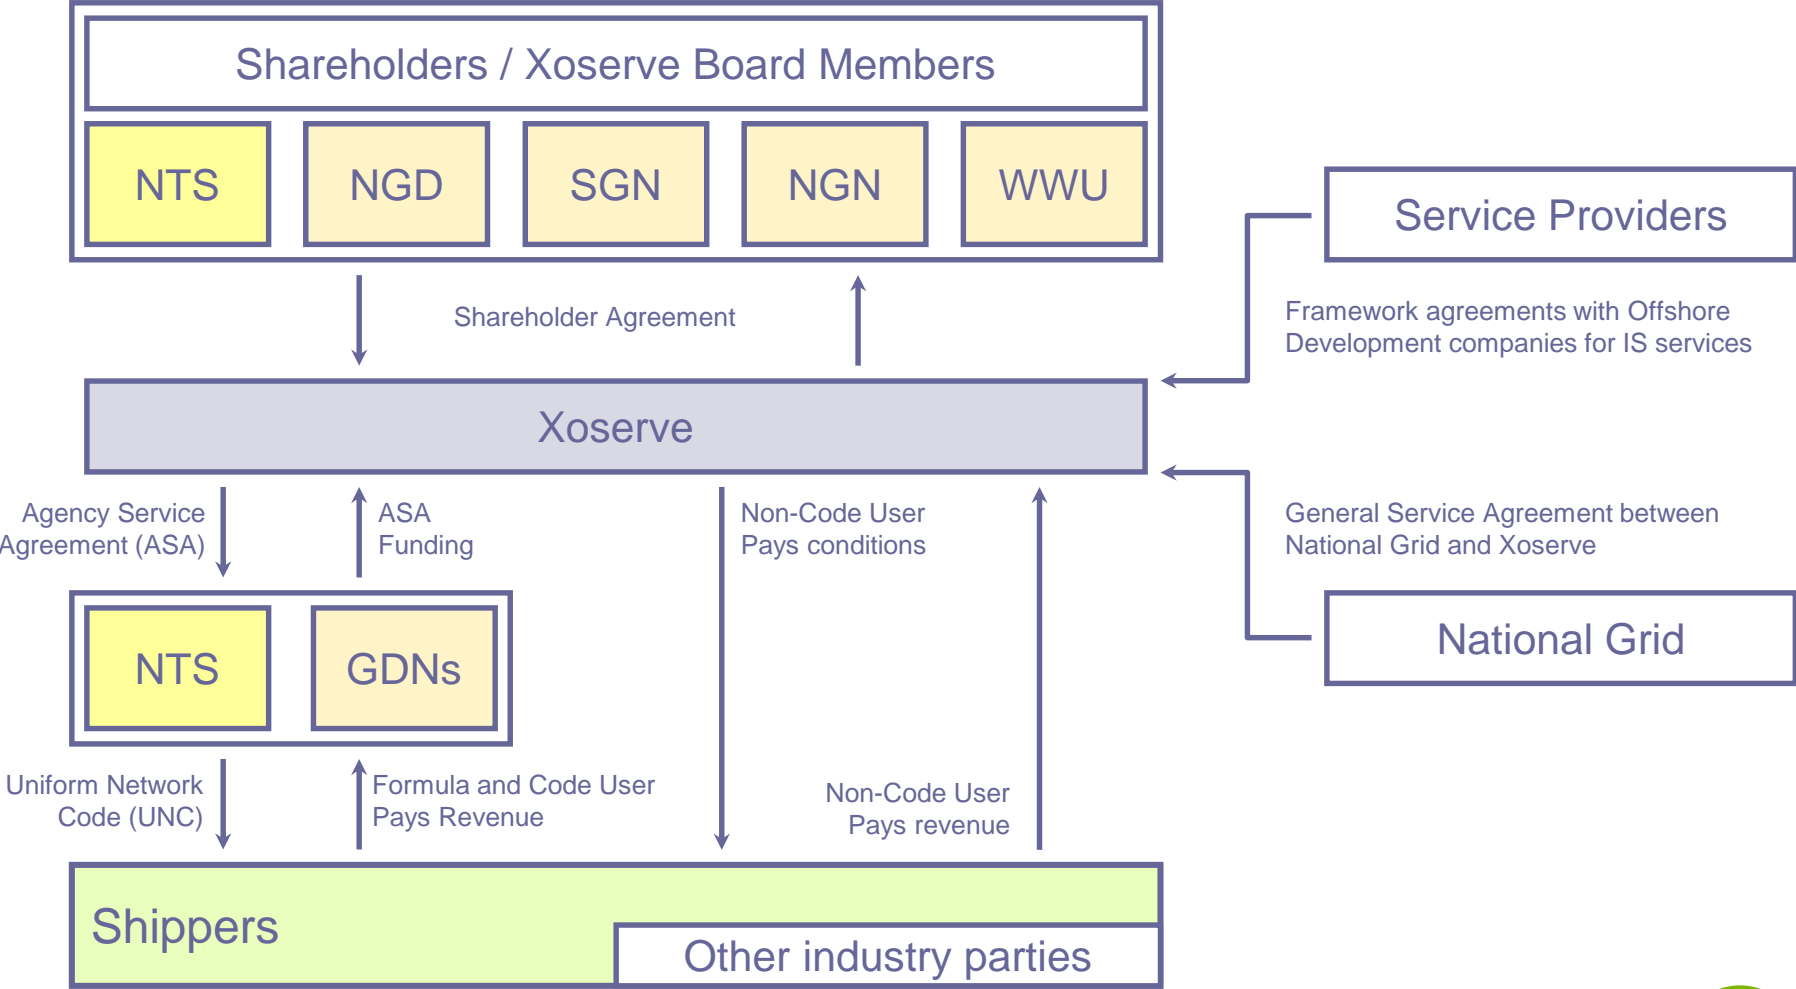 Shareholders / Xoserve Board Members
NTS
NGD
SGN
NGN
WWU
Service Providers
Shareholder Agreement
Framework agreements with Offshore
Development companies for IS services
Xoserve
Agency Service
Agreement (ASA)
ASA
Funding
Non-Code User
Pays conditions
General Service Agreement between
National Grid and Xoserve
NTS
GDNs
National Grid
Uniform Network
Code (UNC)
Formula and Code User
Pays Revenue
Non-Code User
Pays revenue
Shippers
Other industry parties